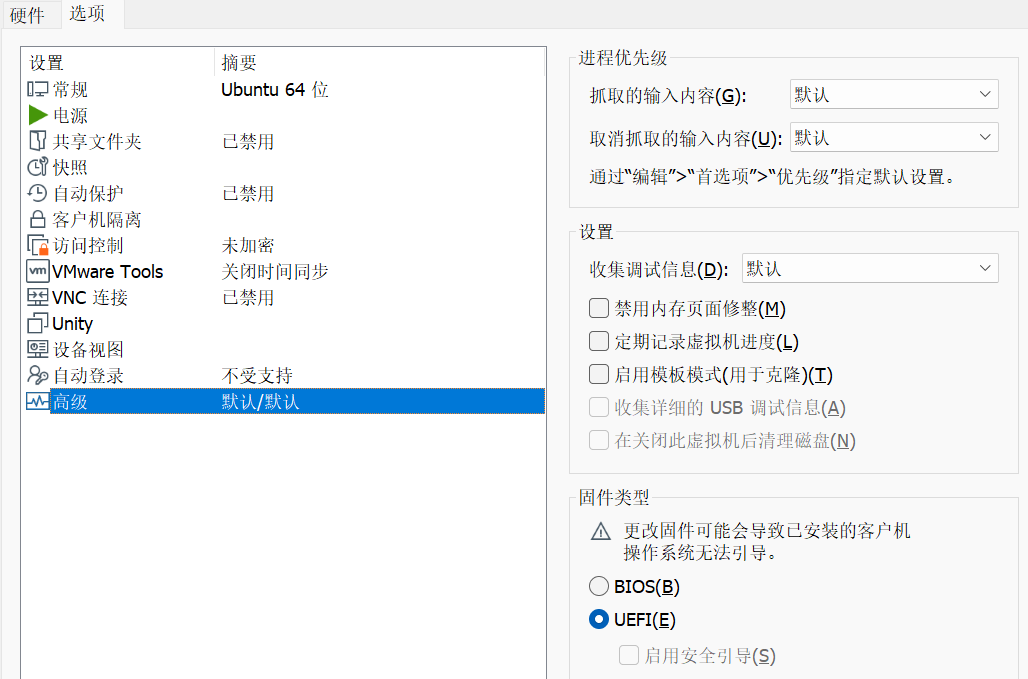 硬件 选项
设置 摘要
常规 Ubuntu 64 位
电源
共享文件夹 已禁用
快照
自动保护 已禁用
客户机隔离
访问控制 未加密
VMware Tools 关闭时间同步
VNC 连接 已禁用
Unity
设备视图
自动登录 不受支持
高级 默认/默认
进程优先级
抓取的输入内容(G): 默认
取消抓取的输入内容(U): 默认
通过“编辑”>“首选项”>“优先级”指定默认设置。
设置
收集调试信息(D): 默认
禁用内存页面修整(M)
定期记录虚拟机进度(L)
启用模板模式(用于克隆)(T)
收集详细的 USB 调试信息(A)
在关闭此虚拟机后清理磁盘(N)
固件类型
更改固件可能会导致已安装的客户机
操作系统无法引导。
BIOS(B)
UEFI(E)
启用安全引导(S)